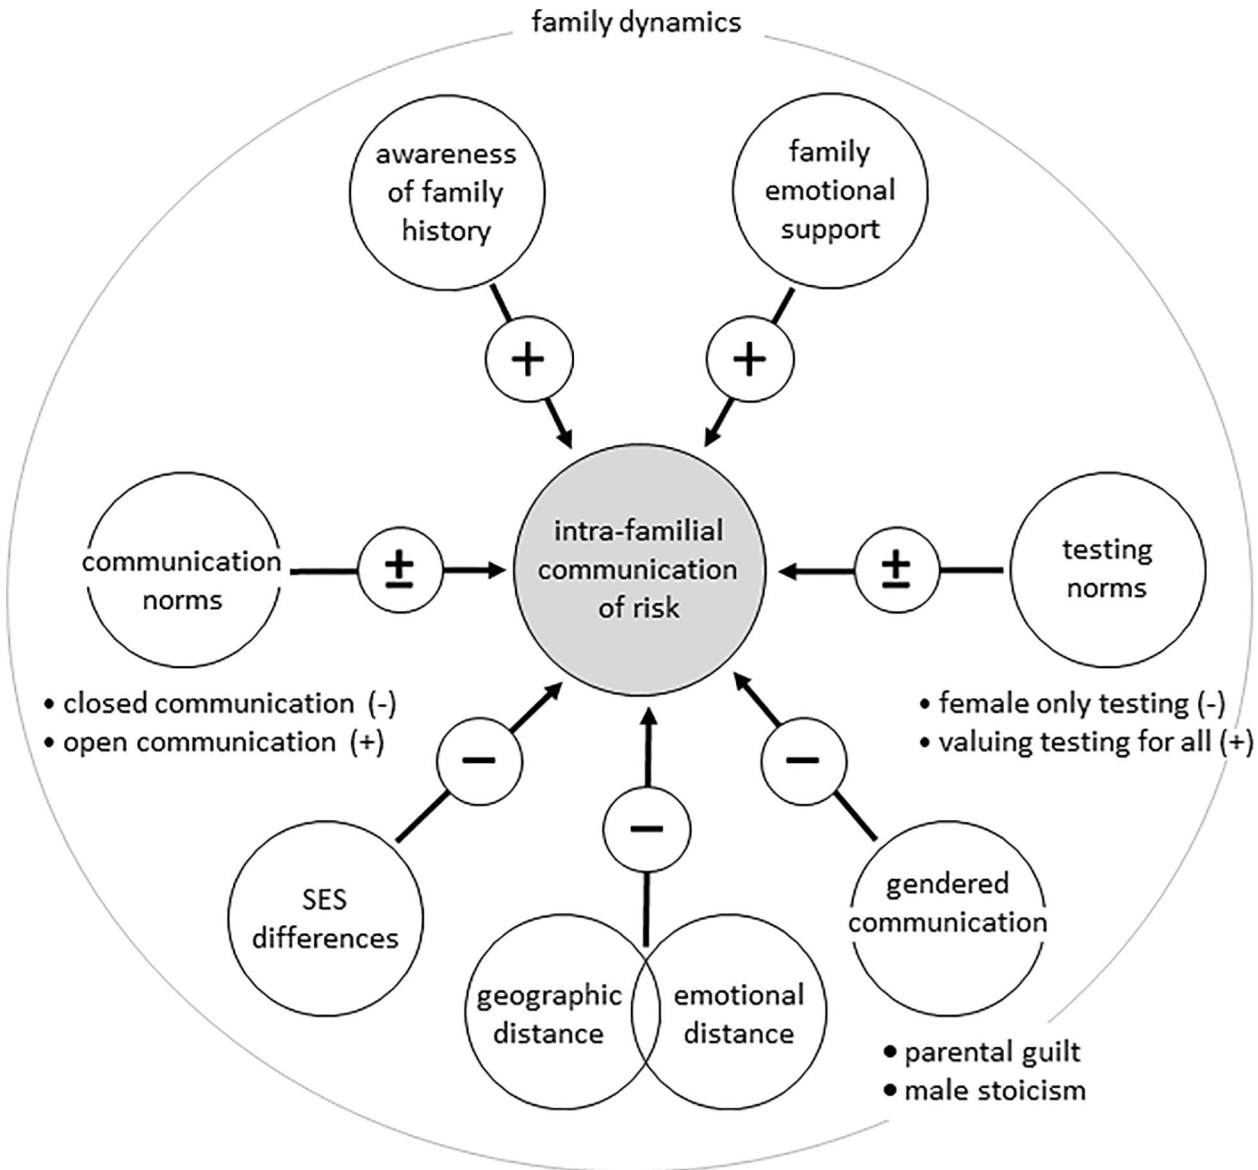 family dynamics
awareness
of family
history
family
emotional
support
+
+
intra-familial
communication
of risk
communication
norms
±
±
testing
norms
• closed communication (-)
• open communication (+)
• female only testing (-)
• valuing testing for all (+)
−
−
−
SES
differences
geographic
distance
emotional
distance
gendered
communication
• parental guilt
• male stoicism